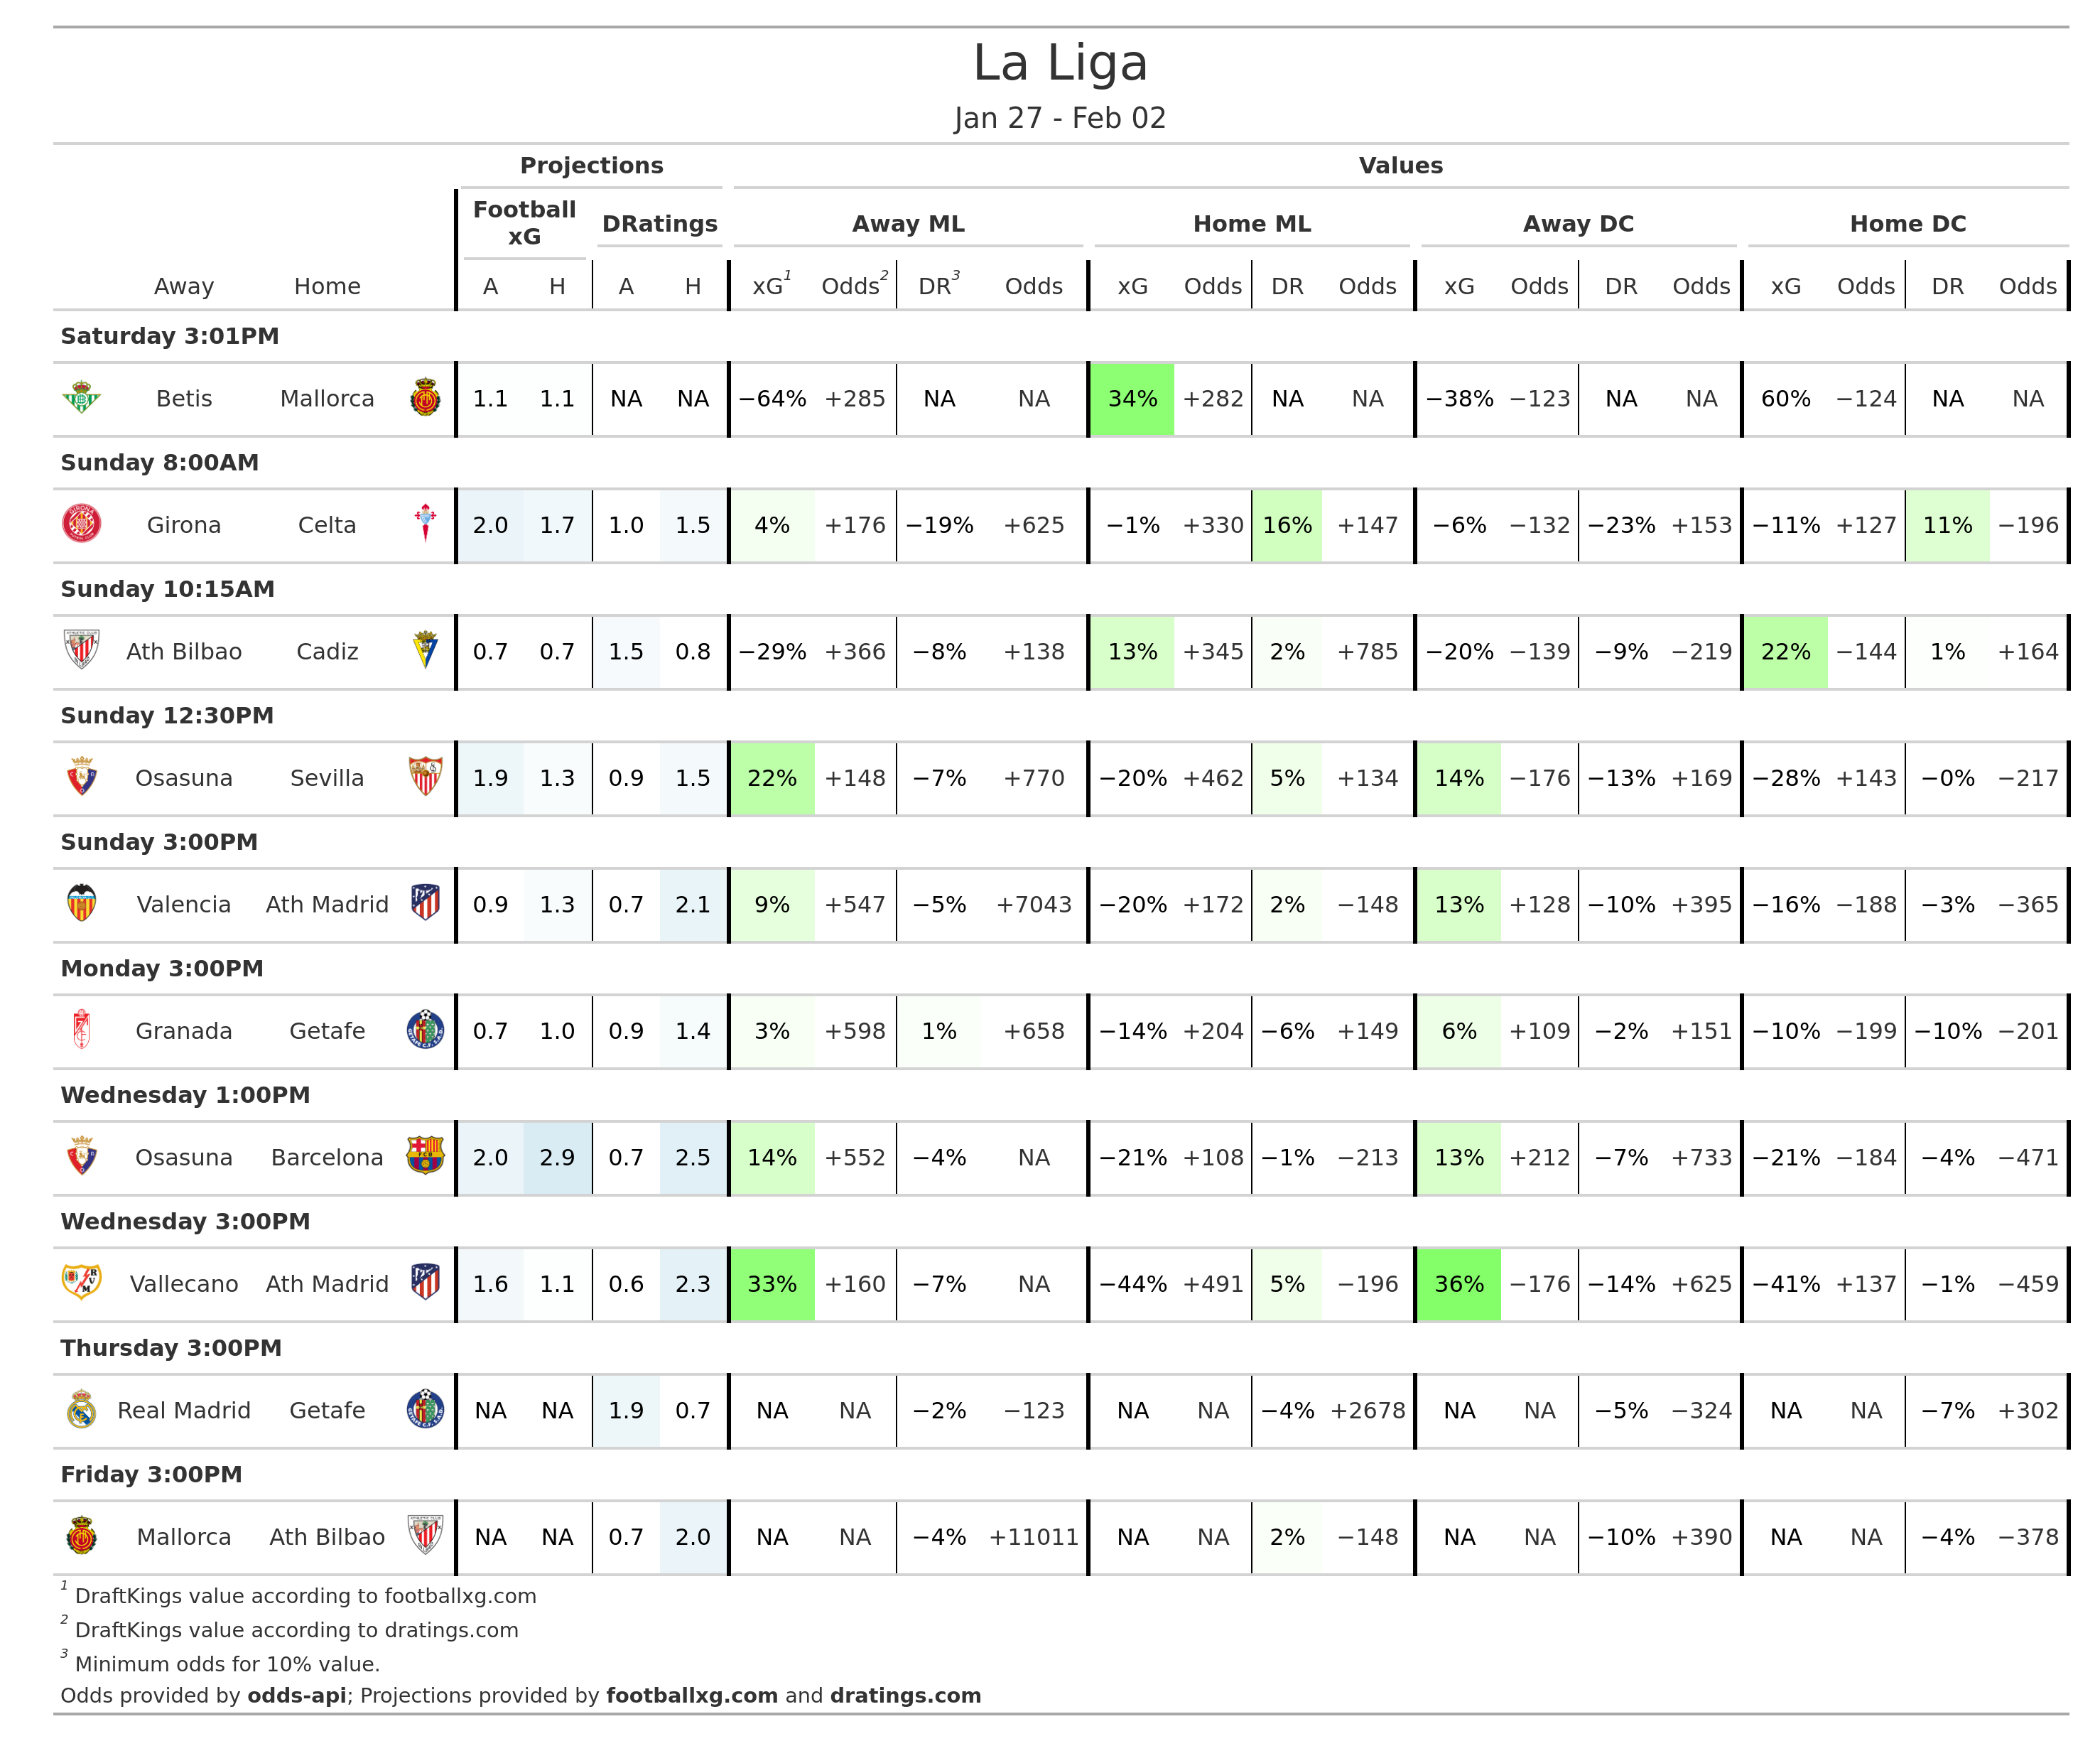 La Liga
Jan 27 - Feb 02
Projections Values
Football xG DRatings Away ML Home ML Away DC Home DC
Away Home A H A H xG1 Odds2 DR3 Odds xG Odds DR Odds xG Odds DR Odds xG Odds DR Odds
Saturday 3:01PM
Betis Mallorca 1.1 1.1 NA NA −64% +285 NA NA 34% +282 NA NA −38% −123 NA NA 60% −124 NA NA
Sunday 8:00AM
Girona Celta 2.0 1.7 1.0 1.5 4% +176 −19% +625 −1% +330 16% +147 −6% −132 −23% +153 −11% +127 11% −196
Sunday 10:15AM
Ath Bilbao Cadiz 0.7 0.7 1.5 0.8 −29% +366 −8% +138 13% +345 2% +785 −20% −139 −9% −219 22% −144 1% +164
Sunday 12:30PM
Osasuna Sevilla 1.9 1.3 0.9 1.5 22% +148 −7% +770 −20% +462 5% +134 14% −176 −13% +169 −28% +143 −0% −217
Sunday 3:00PM
Valencia Ath Madrid 0.9 1.3 0.7 2.1 9% +547 −5% +7043 −20% +172 2% −148 13% +128 −10% +395 −16% −188 −3% −365
Monday 3:00PM
Granada Getafe 0.7 1.0 0.9 1.4 3% +598 1% +658 −14% +204 −6% +149 6% +109 −2% +151 −10% −199 −10% −201
Wednesday 1:00PM
Osasuna Barcelona 2.0 2.9 0.7 2.5 14% +552 −4% NA −21% +108 −1% −213 13% +212 −7% +733 −21% −184 −4% −471
Wednesday 3:00PM
Vallecano Ath Madrid 1.6 1.1 0.6 2.3 33% +160 −7% NA −44% +491 5% −196 36% −176 −14% +625 −41% +137 −1% −459
Thursday 3:00PM
Real Madrid Getafe NA NA 1.9 0.7 NA NA −2% −123 NA NA −4% +2678 NA NA −5% −324 NA NA −7% +302
Friday 3:00PM
Mallorca Ath Bilbao NA NA 0.7 2.0 NA NA −4% +11011 NA NA 2% −148 NA NA −10% +390 NA NA −4% −378
1 DraftKings value according to footballxg.com
2 DraftKings value according to dratings.com
3 Minimum odds for 10% value.
Odds provided by odds-api; Projections provided by footballxg.com and dratings.com